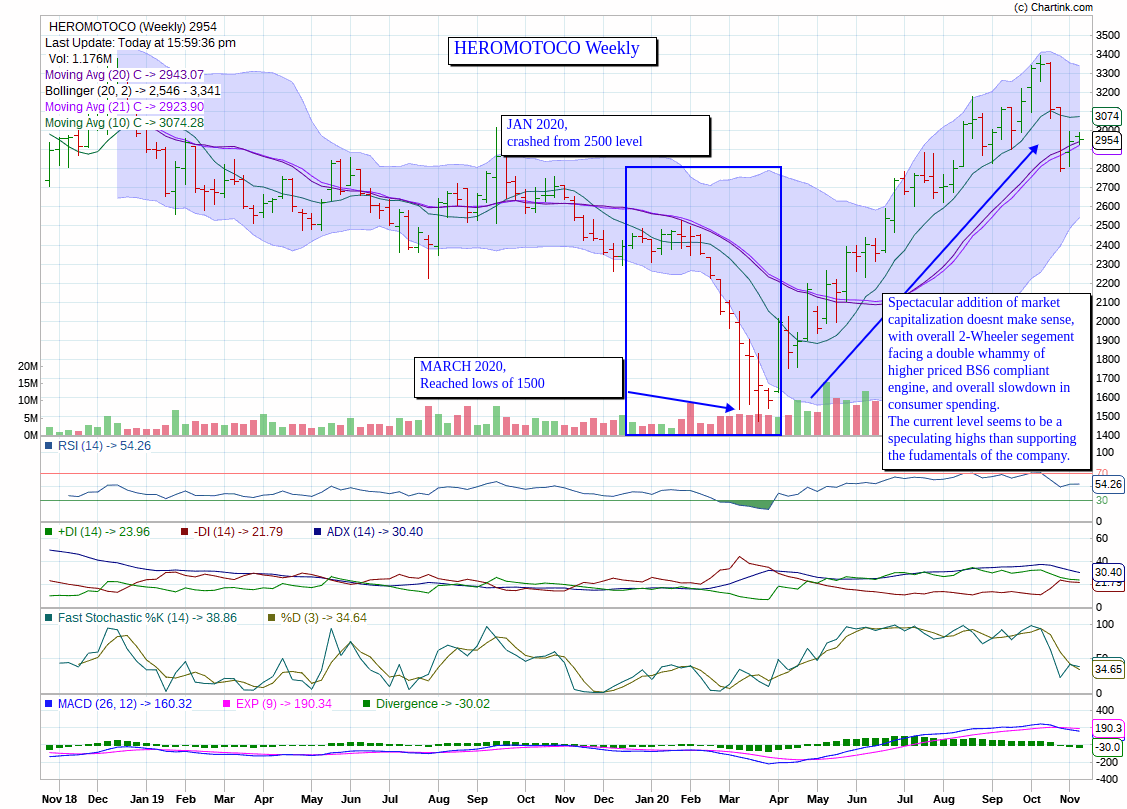 (c) Chartink.com
HEROMOTOCO (Weekly) 2954
Last Update: Today at 15:59:36 pm
Vol: 1.176M
Moving Avg (20) C -> 2943.07
Bollinger (20, 2) -> 2,546 - 3,341
Moving Avg (21) C -> 2923.90
Moving Avg (10) C -> 3074.28
HEROMOTOCO Weekly
JAN 2020,
crashed from 2500 level
MARCH 2020,
Reached lows of 1500
Spectacular addition of market
capitalization doesnt make sense,
with overall 2-Wheeler segement
facing a double whammy of
higher priced BS6 compliant
engine, and overall slowdown in
consumer spending.
The current level seems to be a
speculating highs than supporting
the fudamentals of the company.
3500
3400
3300
3200
3074
3000
2954
2800
2700
2600
2500
2400
2300
2200
2100
2000
1900
1800
1700
1600
1500
1400
20M
15M
10M
5M
0M
RSI (14) -> 54.26
100
70
54.26
30
0
+DI (14) -> 23.96 -DI (14) -> 21.79 ADX (14) -> 30.40
60
40
30.40
21.79
0
Fast Stochastic %K (14) -> 38.86 %D (3) -> 34.64
100
50
34.65
0
MACD (26, 12) -> 160.32 EXP (9) -> 190.34 Divergence -> -30.02
400
190.3
-30.0
-200
-400
Nov 18 Dec Jan 19 Feb Mar Apr May Jun Jul Aug Sep Oct Nov Dec Jan 20 Feb Mar Apr May Jun Jul Aug Sep Oct Nov